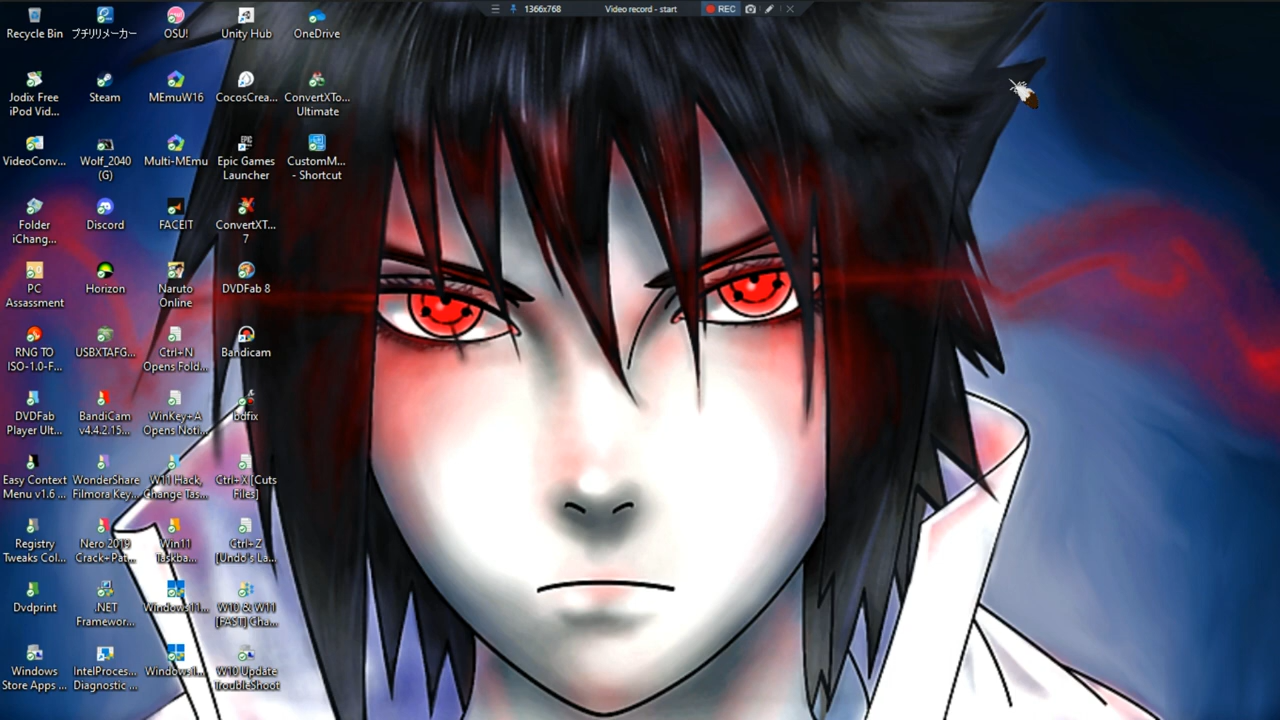 1366x768 Video record - start REC
Recycle Bin
プチリメーカー
OSU!
Unity Hub
OneDrive
Jodix Free
iPod Vid...
Steam
MEmuW16
CocosCrea...
ConvertXTo...
Ultimate
VideoConv...
Wolf_2040
(G)
Multi-MEmu
Epic Games
Launcher
CustomM...
- Shortcut
Folder
iChang...
Discord
FACEIT
ConvertXT...
7
PC
Assassment
Horizon
Naruto
Online
DVDFab 8
RNG TO
ISO-1.0-F...
USBXTAFG...
Ctrl+N
Opens Fold...
Bandicam
DVDFab
Player Ult...
BandiCam
v4.4.2.15...
WinKey+A
Opens Noti...
bdfix
Easy Context
Menu v1.6 ...
WonderShare
Filmora Key...
W11 Hack,
Change Tas...
Ctrl+X [Cuts
Files]
Registry
Tweaks Col...
Nero 2019
Crack+Pat...
Win11
Taskba...
Ctrl+Z
[Undo's La...
Dvdprint
.NET
Framewor...
Windows11...
W10 & W11
[FAST] Cha...
Windows
Store Apps ...
IntelProces...
Diagnostic ...
Windows1...
W10 Update
TroubleShoot